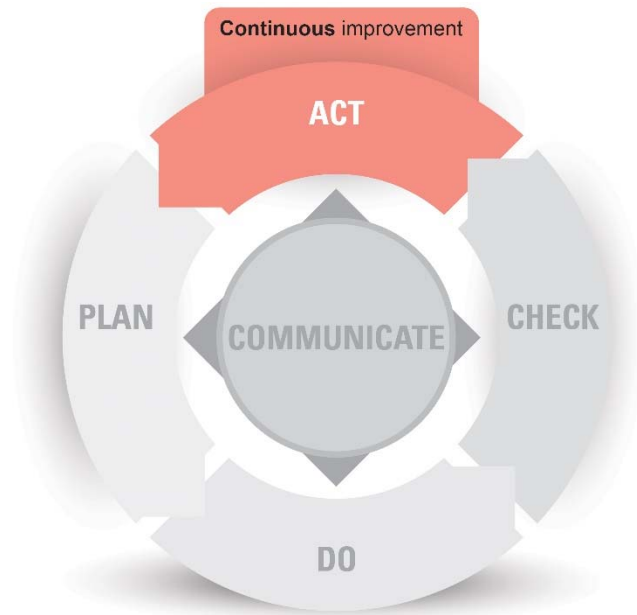 Continuous improvement
ACT
PLAN
COMMUNICATE
CHECK
DO